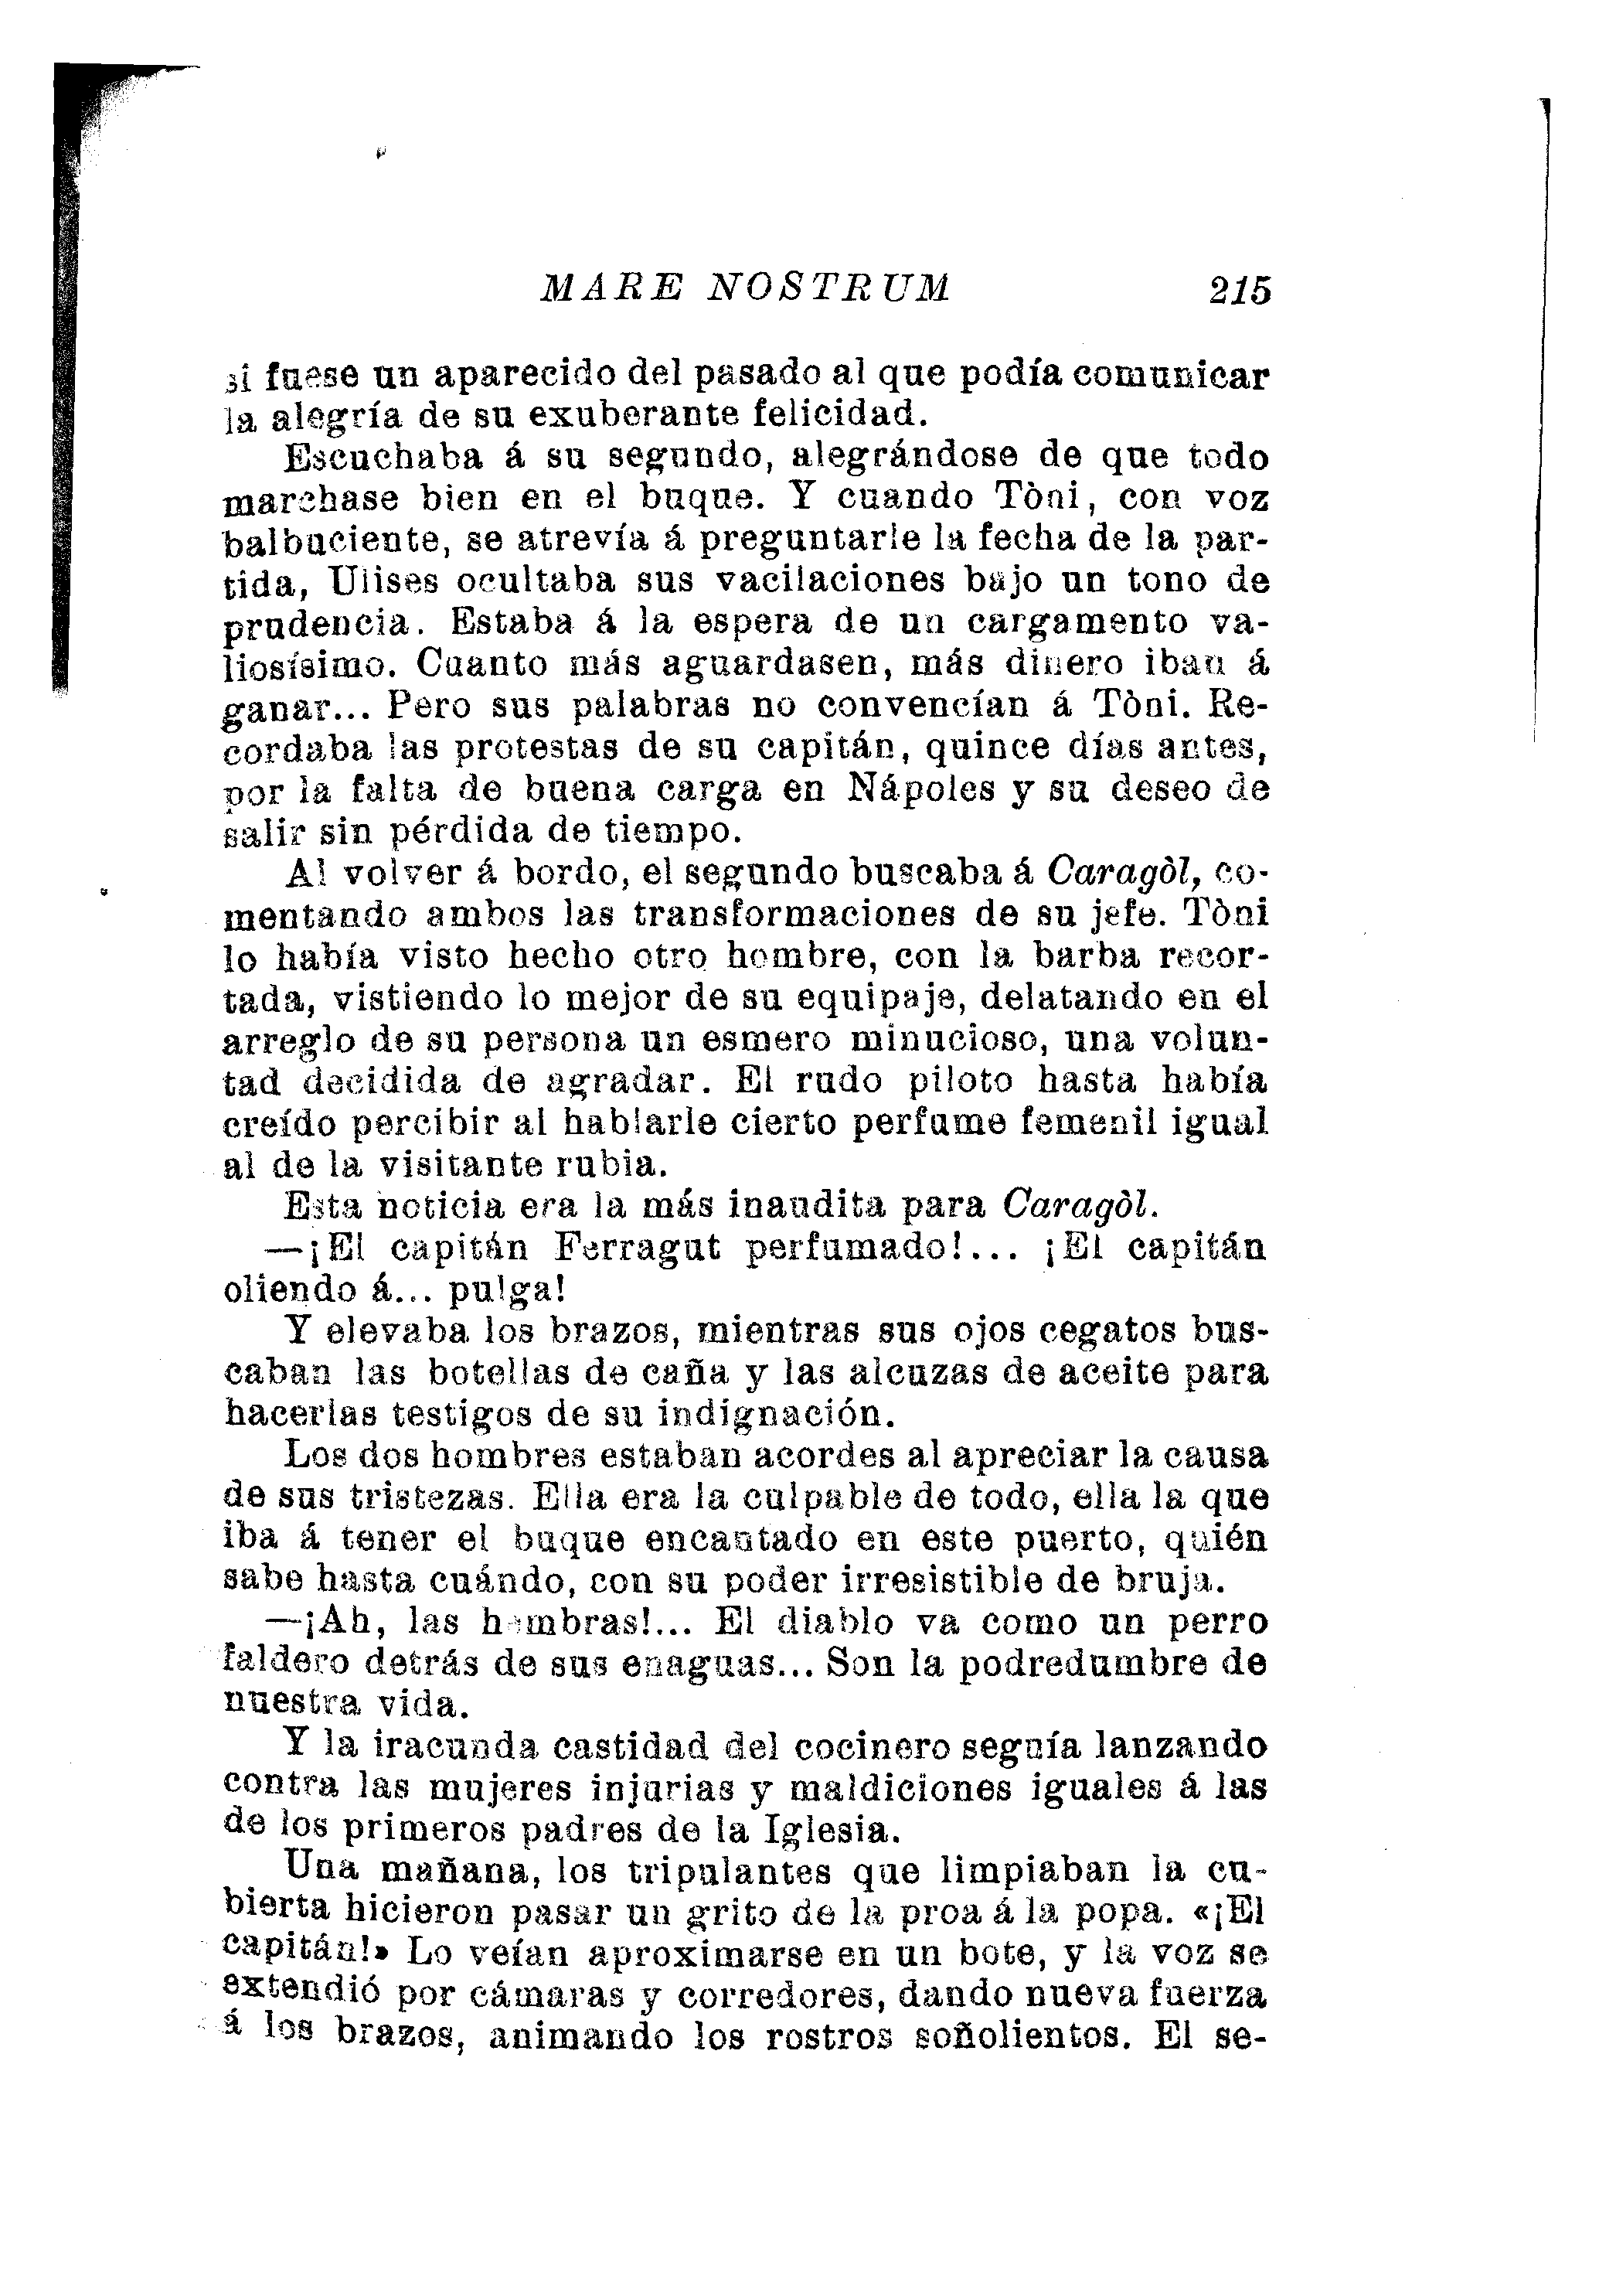 MARE NOSTRUM 215
si fuese un aparecido del pasado al que podía comunicar
la alegría de su exuberante felicidad.
Escuchaba á su segundo, alegrándose de que todo
marchase bien en el buque. Y cuando Tòni, con voz
balbuciente, se atrevía á preguntarle la fecha de la par-
tida, Ulises ocultaba sus vacilaciones bajo un tono de
prudencia. Estaba á la espera de un cargamento va-
liosísimo. Cuanto más aguardasen, más dinero iban á
ganar... Pero sus palabras no convencían á Tòni. Re-
cordaba las protestas de su capitán, quince días antes,
por la falta de buena carga en Nápoles y su deseo de
salir sin pérdida de tiempo.
Al volver á bordo, el segundo buscaba á Caragòl, co-
mentando ambos las transformaciones de su jefe. Tòni
lo había visto hecho otro hombre, con la barba recor-
tada, vistiendo lo mejor de su equipaje, delatando en el
arreglo de su persona un esmero minucioso, una volun-
tad decidida de agradar. El rudo piloto hasta había
creído percibir al hablarle cierto perfume femenil igual
al de la visitante rubia.
Esta noticia era la más inaudita para Caragòl.
—¡El capitán Ferragut perfumado!... ¡El capitán
oliendo á... pulga!
Y elevaba los brazos, mientras sus ojos cegatos bus-
caban las botellas de caña y las alcuzas de aceite para
hacerlas testigos de su indignación.
Los dos hombres estaban acordes al apreciar la causa
de sus tristezas. Ella era la culpable de todo, ella la que
iba á tener el buque encantado en este puerto, quién
sabe hasta cuándo, con su poder irresistible de bruja.
—¡Ah, las hembras!... El diablo va como un perro
faldero detrás de sus enaguas... Son la podredumbre de
nuestra vida.
Y la iracunda castidad del cocinero seguía lanzando
contra las mujeres injurias y maldiciones iguales á las
de los primeros padres de la Iglesia.
Una mañana, los tripulantes que limpiaban la cu-
bierta hicieron pasar un grito de la proa á la popa. «¡El
capitán!» Lo veían aproximarse en un bote, y la voz se
extendió por cámaras y corredores, dando nueva fuerza
á los brazos, animando los rostros soñolientos. El se-